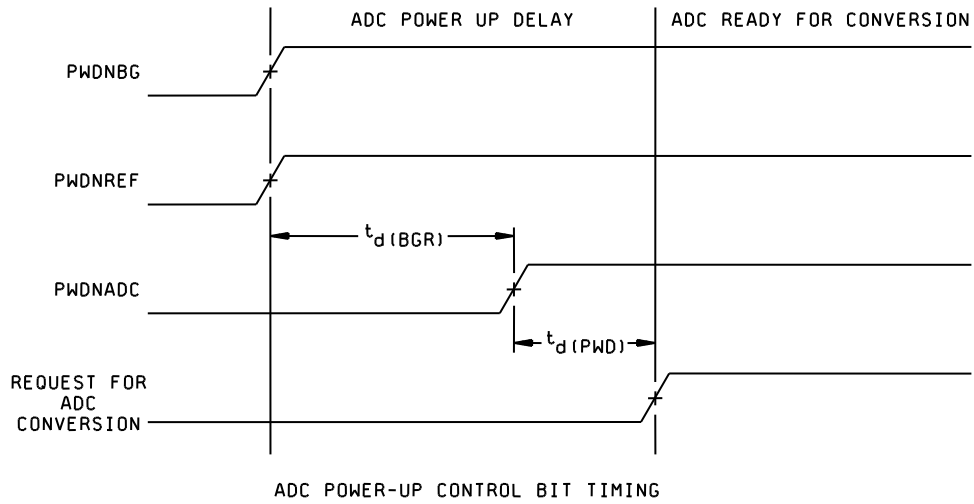 ADC POWER UP DELAY
ADC READY FOR CONVERSION
PWDNBG
PWDNREF
td(BGR)
PWDNADC
td(PWD)
REQUEST FOR
ADC
CONVERSION
ADC POWER-UP CONTROL BIT TIMING